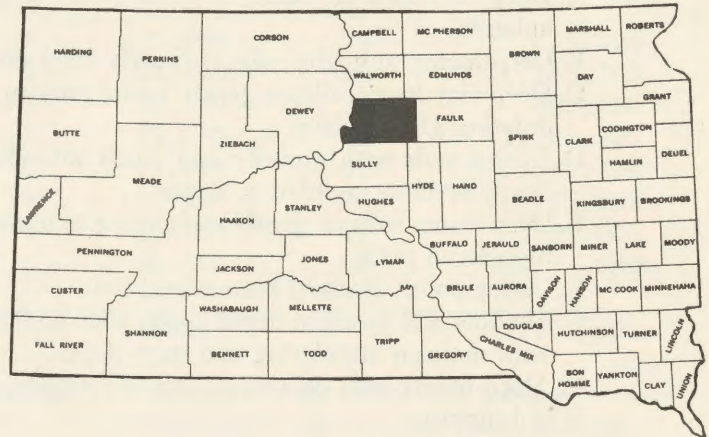 HARDING
PERKINS
CORSON
CAMPBELL
MC PHERSON
BROWN
MARSHALL
ROBERTS
WALWORTH
EDMUNDS
DAY
DEWEY
GRANT
BUTTE
ZIEBACH
FAULK
SPINK
CLARK
CODINGTON
MEADE
SULLY
HAMLIN
DEUEL
LAWRENCE
STANLEY
HYDE
HAND
HAAKON
HUGHES
BEADLE
KINGSBURY
BROOKINGS
PENNINGTON
JONES
LYMAN
BUFFALO
JERAULD
SANBORN
MINER
LAKE
MOODY
JACKSON
CUSTER
BRULE
AURORA
DAVISON
HANSON
MC COOK
MINNEHAHA
WASHABAUGH
MELLETTE
FALL RIVER
SHANNON
TRIPP
DOUGLAS
HUTCHINSON
TURNER
LINCOLN
BENNETT
TODD
GREGORY
CHARLES MIX
BON
HOMME
YANKTON
CLAY
UNION